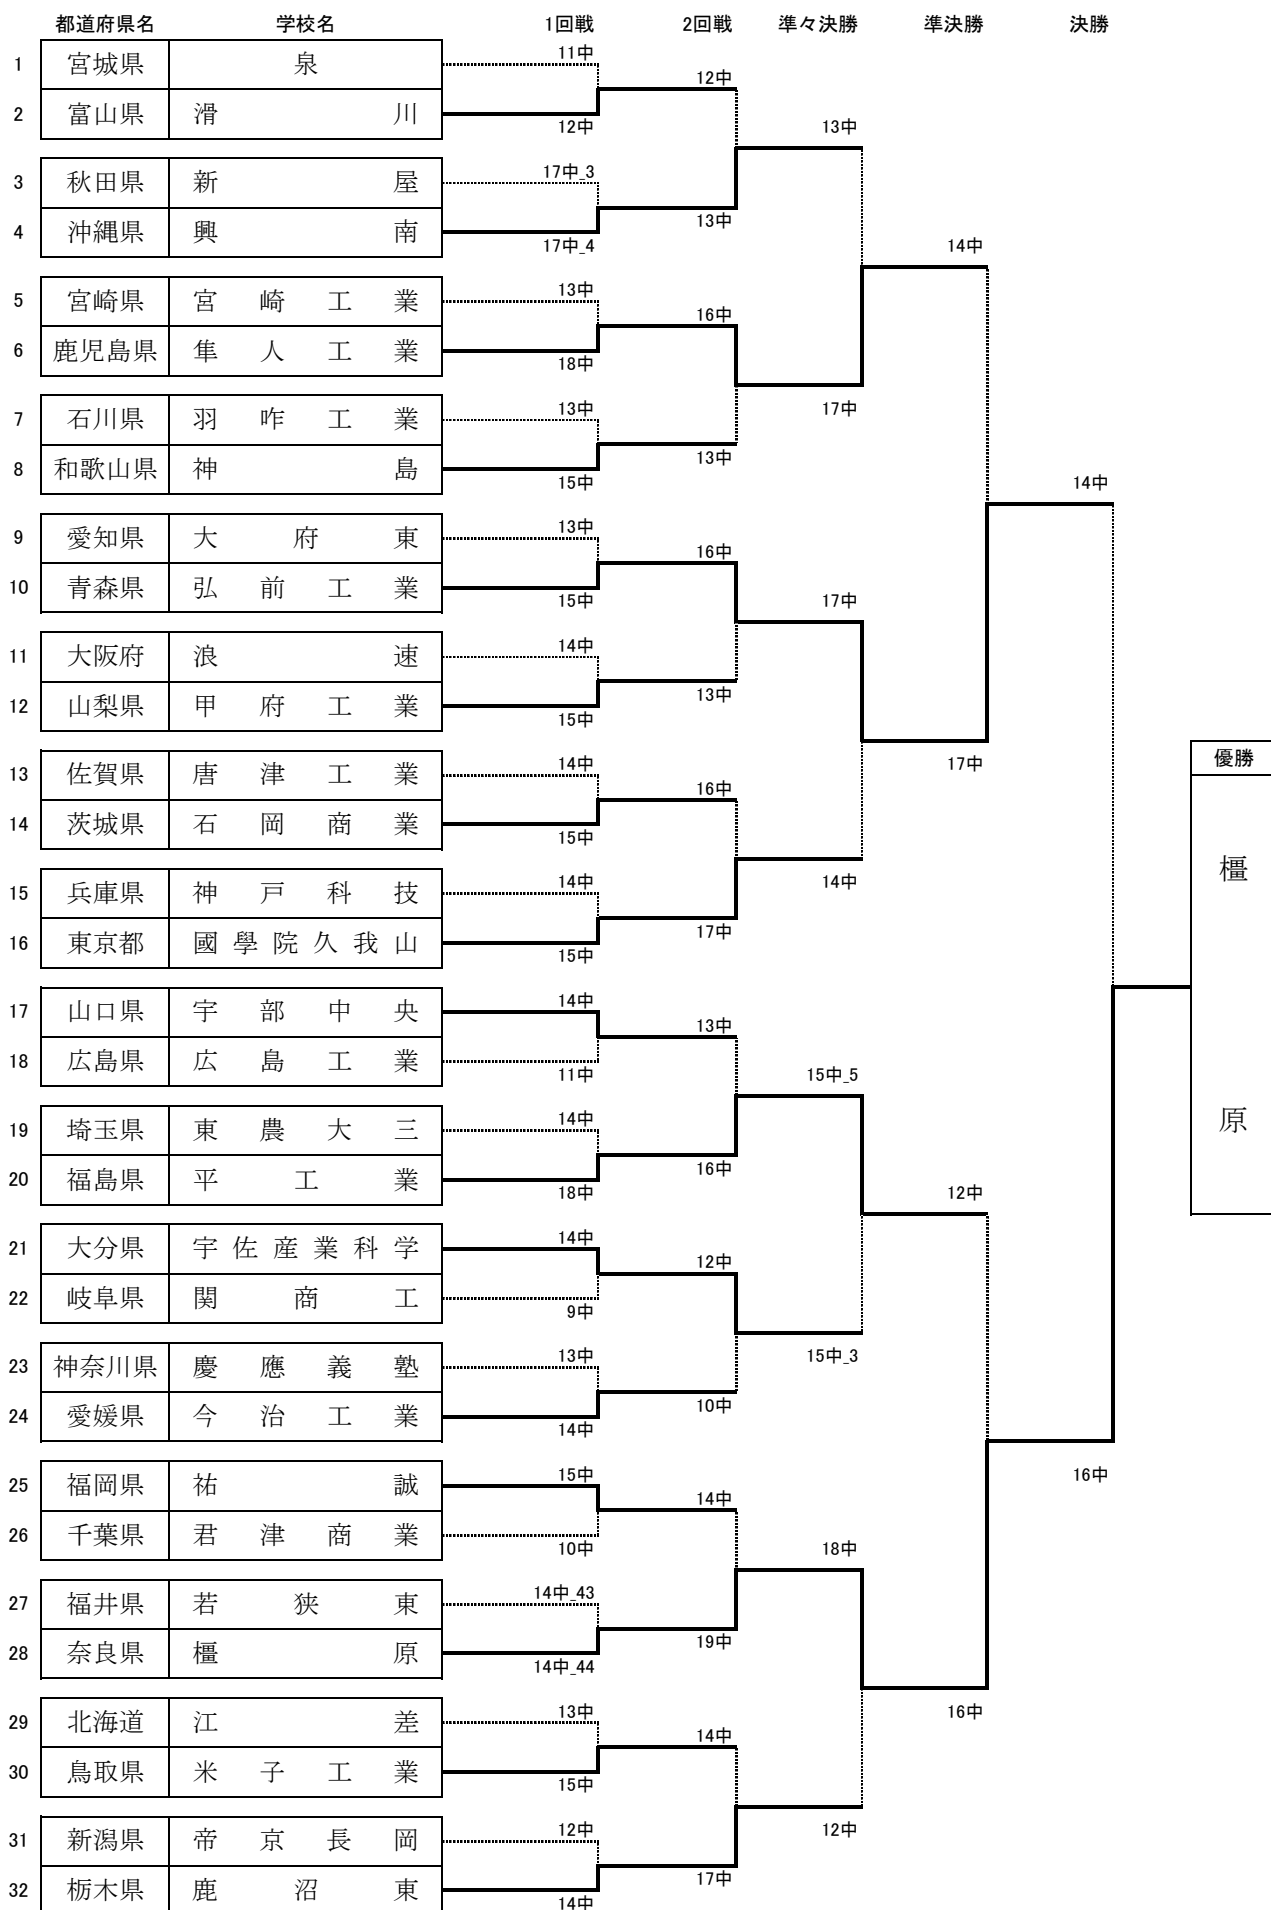 都道府県名 学校名 1回戦 2回戦 準々決勝 準決勝 決勝
11中
1 宮城県 泉
12中
2 富山県 滑川
12中
13中
17中_3
3 秋田県 新屋
13中
4 沖縄県 興南
17中_4
14中
13中
5 宮崎県 宮崎工業
16中
6 鹿児島県 隼人工業
18中
17中
13中
7 石川県 羽咋工業
13中
8 和歌山県 神島
15中
14中
13中
9 愛知県 大府東
16中
10 青森県 弘前工業
15中
17中
14中
11 大阪府 浪速
13中
12 山梨県 甲府工業
15中
17中
優勝
14中
13 佐賀県 唐津工業
16中
14 茨城県 石岡商業
15中
14中
橿原
14中
15 兵庫県 神戸科技
17中
16 東京都 國學院久我山
15中
14中
17 山口県 宇部中央
13中
18 広島県 広島工業
11中
15中_5
14中
19 埼玉県 東農大三
16中
20 福島県 平工業
18中
12中
14中
21 大分県 宇佐産業科学
12中
22 岐阜県 関商工
9中
15中_3
13中
23 神奈川県 慶應義塾
10中
24 愛媛県 今治工業
14中
16中
15中
25 福岡県 祐誠
14中
26 千葉県 君津商業
10中
18中
14中_43
27 福井県 若狭東
19中
28 奈良県 橿原
14中_44
16中
13中
29 北海道 江差
14中
30 鳥取県 米子工業
15中
12中
12中
31 新潟県 帝京長岡
17中
32 栃木県 鹿沼東
14中